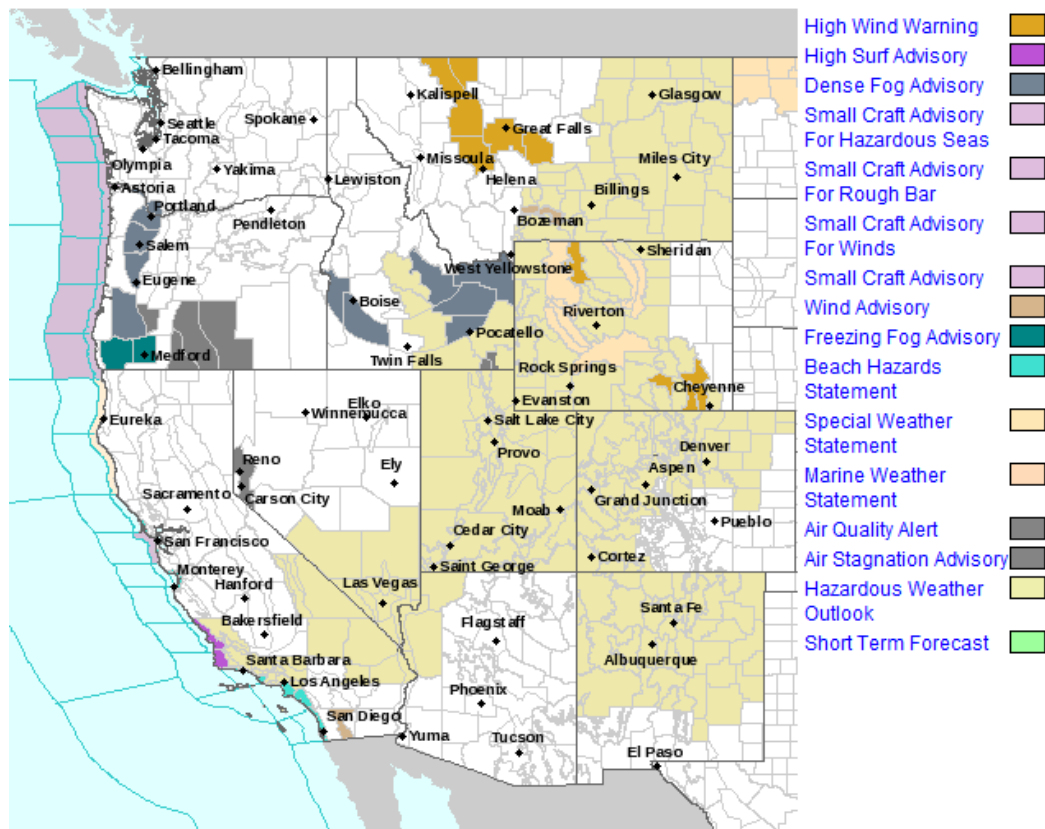 Bellingham
Seattle
Tacoma
Spokane
Olympia
Yakima
Lewiston
Astoria
Portland
Pendleton
Salem
Eugene
Medford
Kalispell
Great Falls
Glasgow
Missoula
Helena
Miles City
Billings
Bozeman
West Yellowstone
Sheridan
Boise
Pocatello
Twin Falls
Riverton
Rock Springs
Cheyenne
Evanston
Eureka
Elko
Winnemucca
Salt Lake City
Provo
Reno
Ely
Carson City
Sacramento
San Francisco
Denver
Aspen
Grand Junction
Pueblo
Moab
Cedar City
Cortez
Saint George
Monterey
Hanford
Las Vegas
Bakersfield
Flagstaff
Santa Fe
Albuquerque
Santa Barbara
Los Angeles
Phoenix
San Diego
Yuma
Tucson
El Paso
High Wind Warning
High Surf Advisory
Dense Fog Advisory
Small Craft Advisory
For Hazardous Seas
Small Craft Advisory
For Rough Bar
Small Craft Advisory
For Winds
Small Craft Advisory
Wind Advisory
Freezing Fog Advisory
Beach Hazards
Statement
Special Weather
Statement
Marine Weather
Statement
Air Quality Alert
Air Stagnation Advisory
Hazardous Weather
Outlook
Short Term Forecast